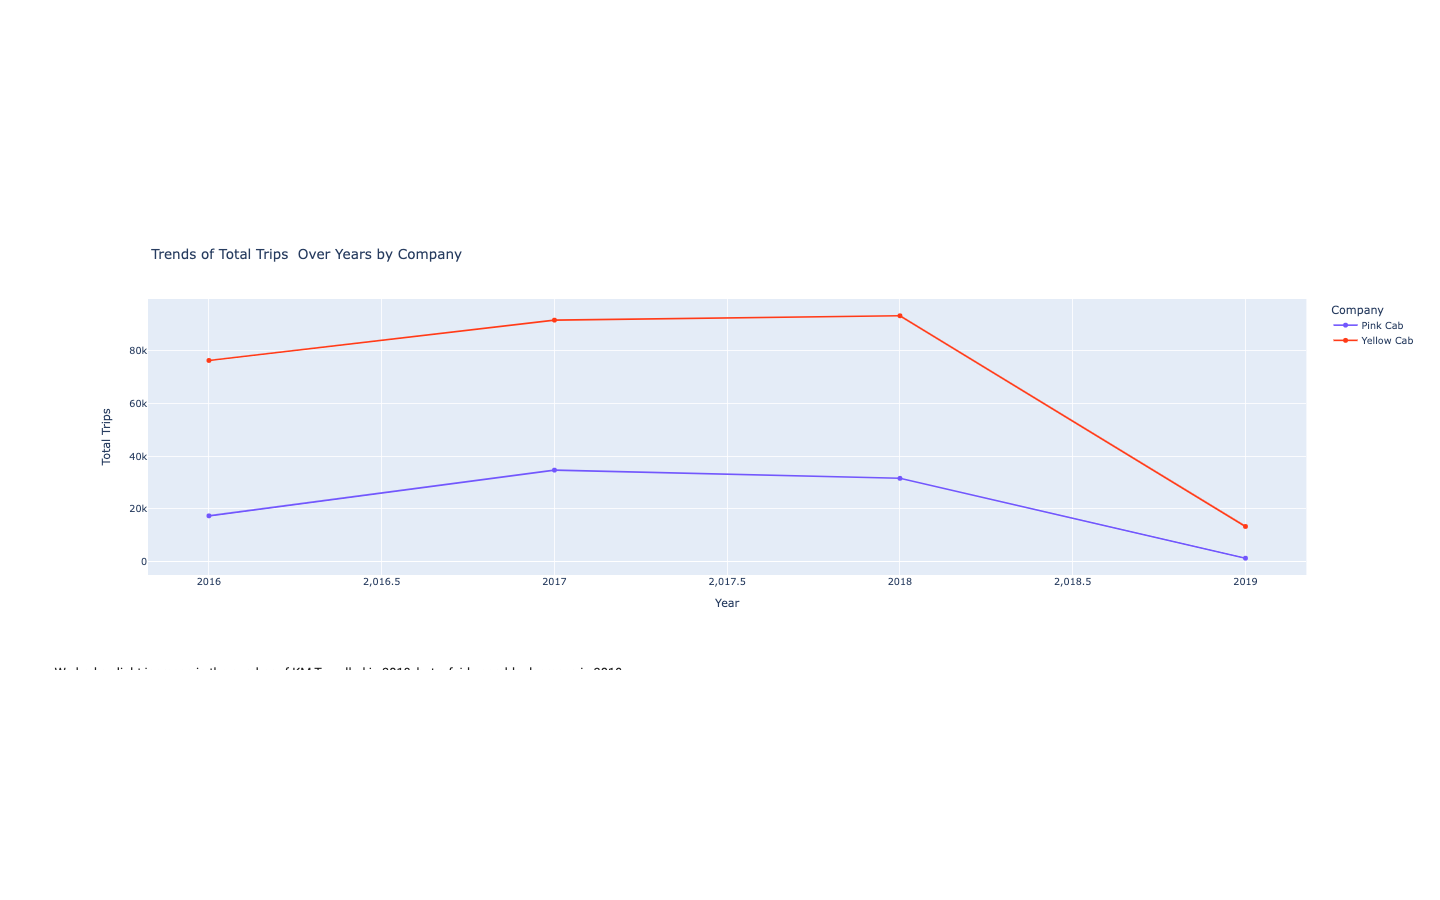 Trends of Total Trips  Over Years by Company
Company
Pink Cab
Yellow Cab
80k
60k
40k
20k
0
Total Trips
2016 2,016.5 2017 2,017.5 2018 2,018.5 2019
Year